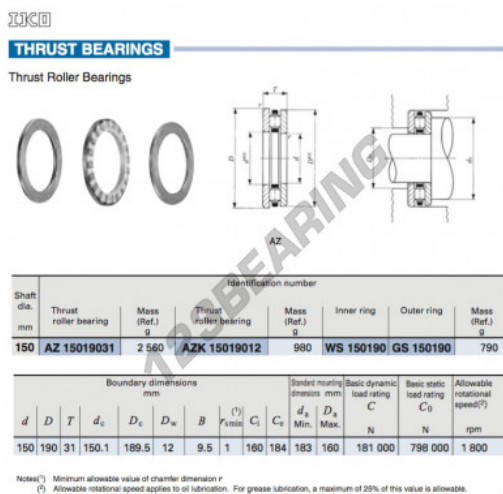 IKO
THRUST BEARINGS
Thrust Roller Bearings
T
r
r
D
d
AZ
123BEARING
Identification number
Shaft dia. mm
Thrust roller bearing
Mass (Ref.) g
Thrust roller bearing
Mass (Ref.) g
Inner ring
Outer ring
Mass (Ref.) g
150 AZ 15019031 2 560 AZK 15019012 980 WS 150190 GS 150190 790
Boundary dimensions mm
Standard mounting dimensions mm
Basic dynamic load rating C N
Basic static load rating C0 N
Allowable rotational speed(2) rpm
d D T dc Dc Dw B (1) rsmin Ci Ce da Min. Da Max.
150 190 31 150.1 189.5 12 9.5 1 160 184 183 160 181 000 798 000 1 800
Notes(1) Minimum allowable value of chamfer dimension r
(2) Allowable rotational speed applies to oil lubrication. For grease lubrication, a maximum of 25% of this value is allowable.